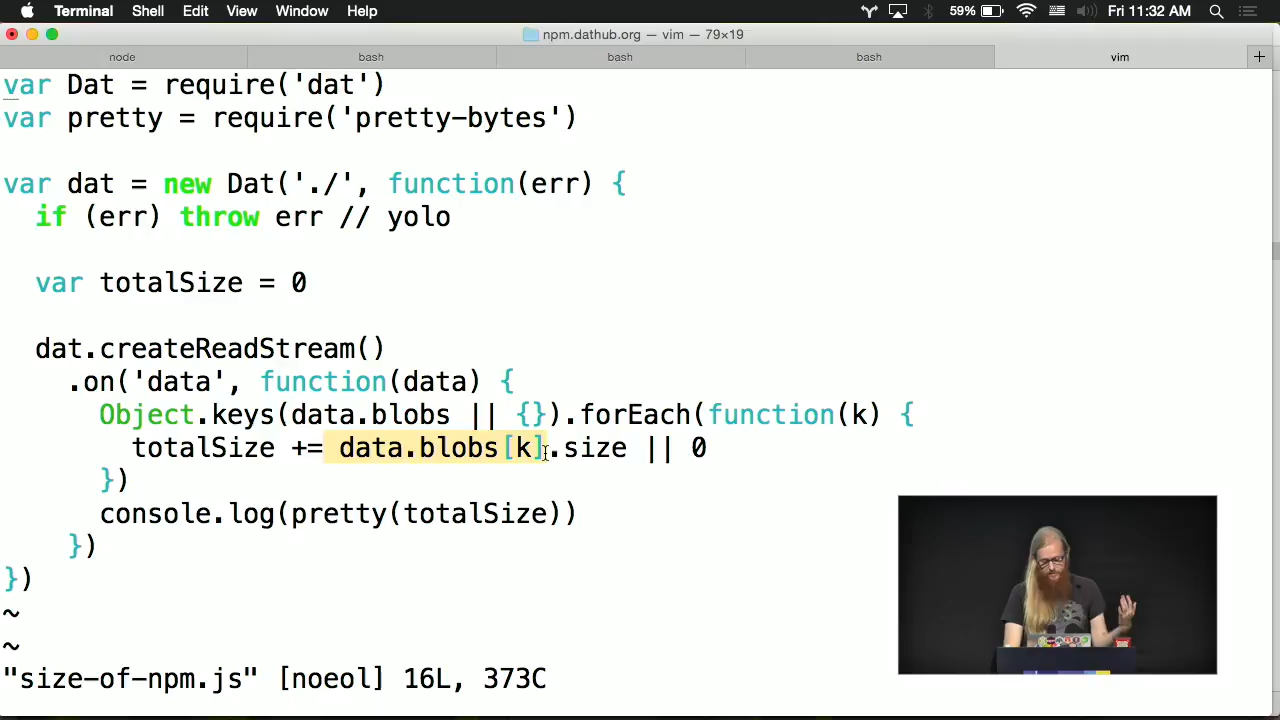 Terminal Shell Edit View Window Help 59% Fri 11:32 AM
npm.dathub.org — vim — 79×19
node bash bash bash vim +
var Dat = require('dat')
var pretty = require('pretty-bytes')
var dat = new Dat('./', function(err) {
  if (err) throw err // yolo
  var totalSize = 0
  dat.createReadStream()
    .on('data', function(data) {
      Object.keys(data.blobs || {}).forEach(function(k) {
        totalSize += data.blobs[k].size || 0
      })
      console.log(pretty(totalSize))
    })
})
~
~
"size-of-npm.js" [noeol] 16L, 373C